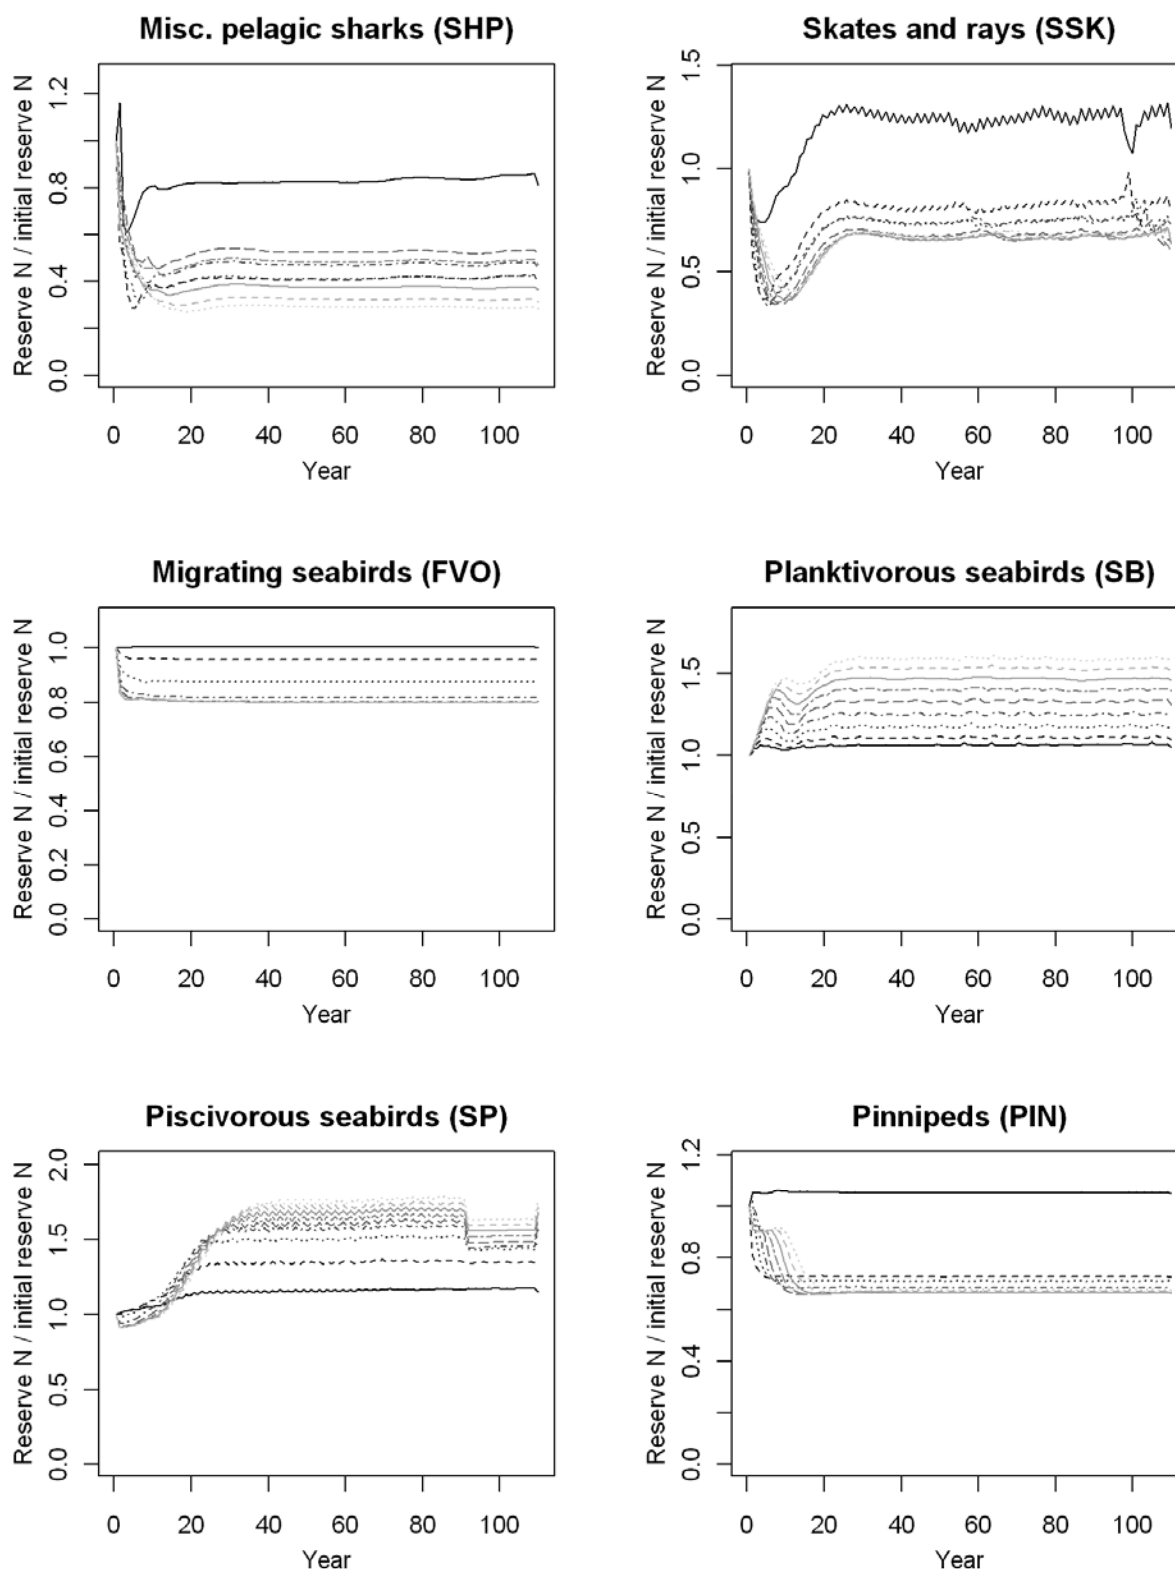 Misc. pelagic sharks (SHP)
Reserve N / initial reserve N
0.0 0.4 0.8 1.2
0 20 40 60 80 100
Year
Skates and rays (SSK)
Reserve N / initial reserve N
0.0 0.5 1.0 1.5
0 20 40 60 80 100
Year
Migrating seabirds (FVO)
Reserve N / initial reserve N
0.0 0.2 0.4 0.6 0.8 1.0
0 20 40 60 80 100
Year
Planktivorous seabirds (SB)
Reserve N / initial reserve N
0.0 0.5 1.0 1.5
0 20 40 60 80 100
Year
Piscivorous seabirds (SP)
Reserve N / initial reserve N
0.0 0.5 1.0 1.5 2.0
0 20 40 60 80 100
Year
Pinnipeds (PIN)
Reserve N / initial reserve N
0.0 0.4 0.8 1.2
0 20 40 60 80 100
Year